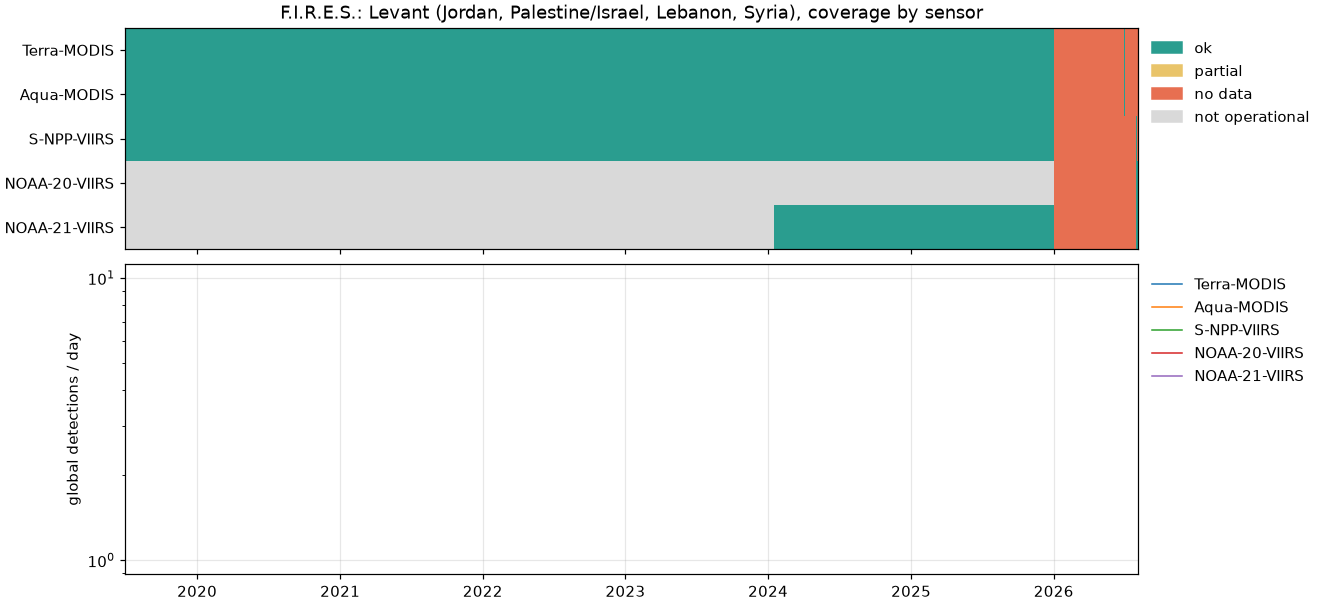 F.I.R.E.S.: Levant (Jordan, Palestine/Israel, Lebanon, Syria), coverage by sensor
Terra-MODIS
Aqua-MODIS
S-NPP-VIIRS
NOAA-20-VIIRS
NOAA-21-VIIRS
ok
partial
no data
not operational
global detections / day
10¹
10⁰
2020
2021
2022
2023
2024
2025
2026
Terra-MODIS
Aqua-MODIS
S-NPP-VIIRS
NOAA-20-VIIRS
NOAA-21-VIIRS